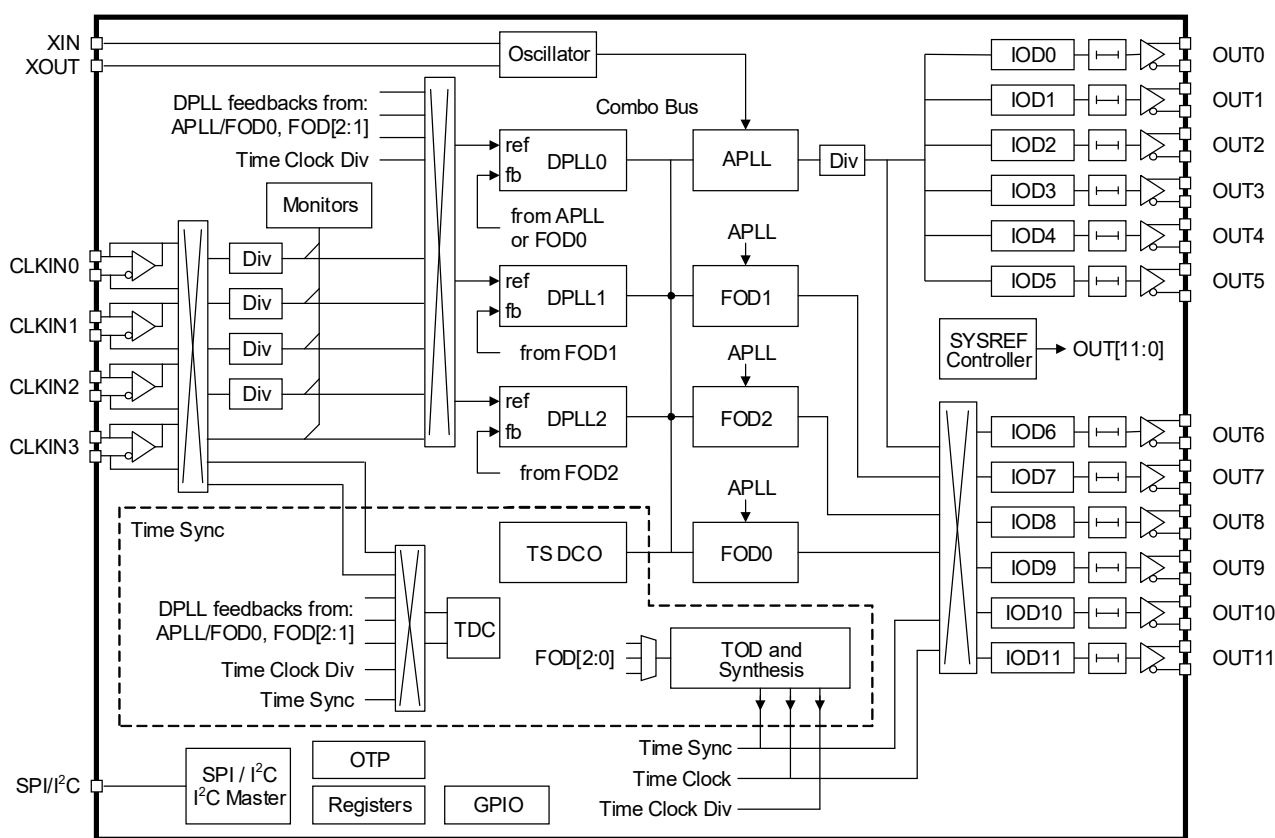 XIN
XOUT
Oscillator
DPLL feedbacks from:
APLL/FOD0, FOD[2:1]
Time Clock Div
Monitors
CLKIN0
CLKIN1
CLKIN2
CLKIN3
Div
Div
Div
Div
ref
fb
DPLL0
from APLL
or FOD0
ref
fb
DPLL1
from FOD1
ref
fb
DPLL2
from FOD2
Combo Bus
APLL
Div
APLL
FOD1
APLL
FOD2
APLL
FOD0
IOD0
OUT0
IOD1
OUT1
IOD2
OUT2
IOD3
OUT3
IOD4
OUT4
IOD5
OUT5
SYSREF
Controller
OUT[11:0]
IOD6
OUT6
IOD7
OUT7
IOD8
OUT8
IOD9
OUT9
IOD10
OUT10
IOD11
OUT11
Time Sync
TS DCO
DPLL feedbacks from:
APLL/FOD0, FOD[2:1]
Time Clock Div
Time Sync
TDC
FOD[2:0]
TOD and
Synthesis
Time Sync
Time Clock
Time Clock Div
SPI/I²C
SPI / I²C
I²C Master
OTP
Registers
GPIO